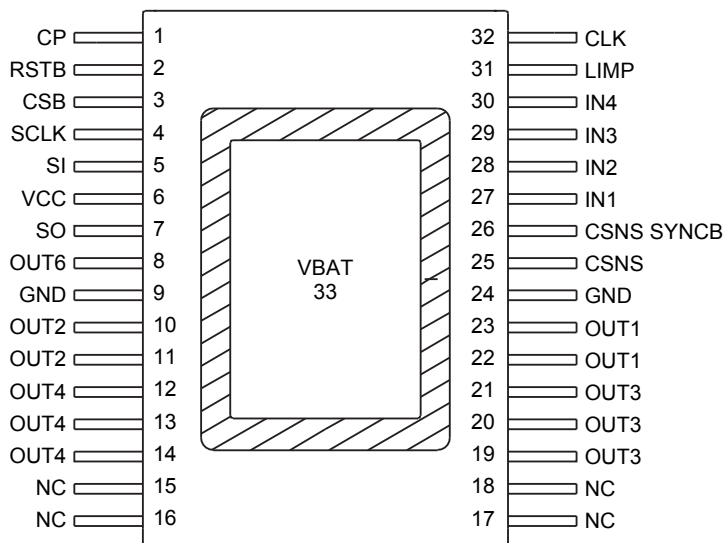 CP 1 32 CLK
RSTB 2 31 LIMP
CSB 3 30 IN4
SCLK 4 29 IN3
SI 5 28 IN2
VCC 6 27 IN1
SO 7 26 CSNS SYNCB
OUT6 8 25 CSNS
VBAT
33
GND 9 24 GND
OUT2 10 23 OUT1
OUT2 11 22 OUT1
OUT4 12 21 OUT3
OUT4 13 20 OUT3
OUT4 14 19 OUT3
NC 15 18 NC
NC 16 17 NC